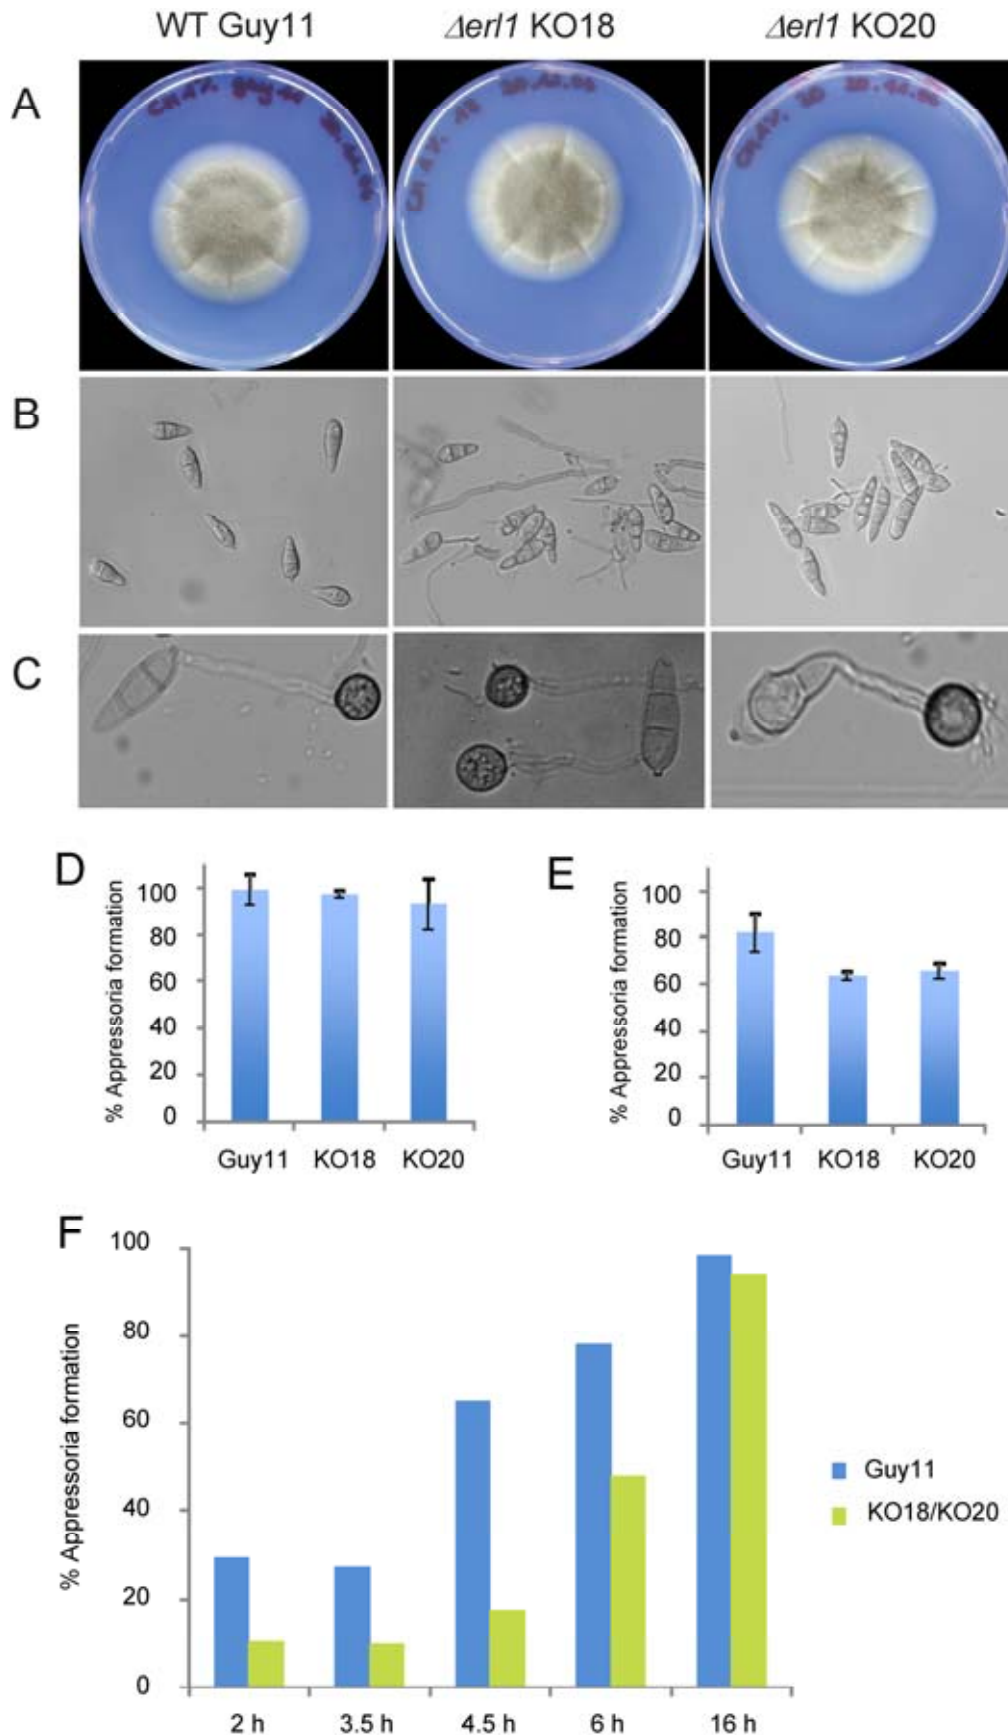 WT Guy11 Δerl1 KO18 Δerl1 KO20
A
B
C
D
% Appressoria formation
100
80
60
40
20
0
Guy11 KO18 KO20
E
% Appressoria formation
100
80
60
40
20
0
Guy11 KO18 KO20
F
% Appressoria formation
100
80
60
40
20
0
2 h 3.5 h 4.5 h 6 h 16 h
Guy11
KO18/KO20